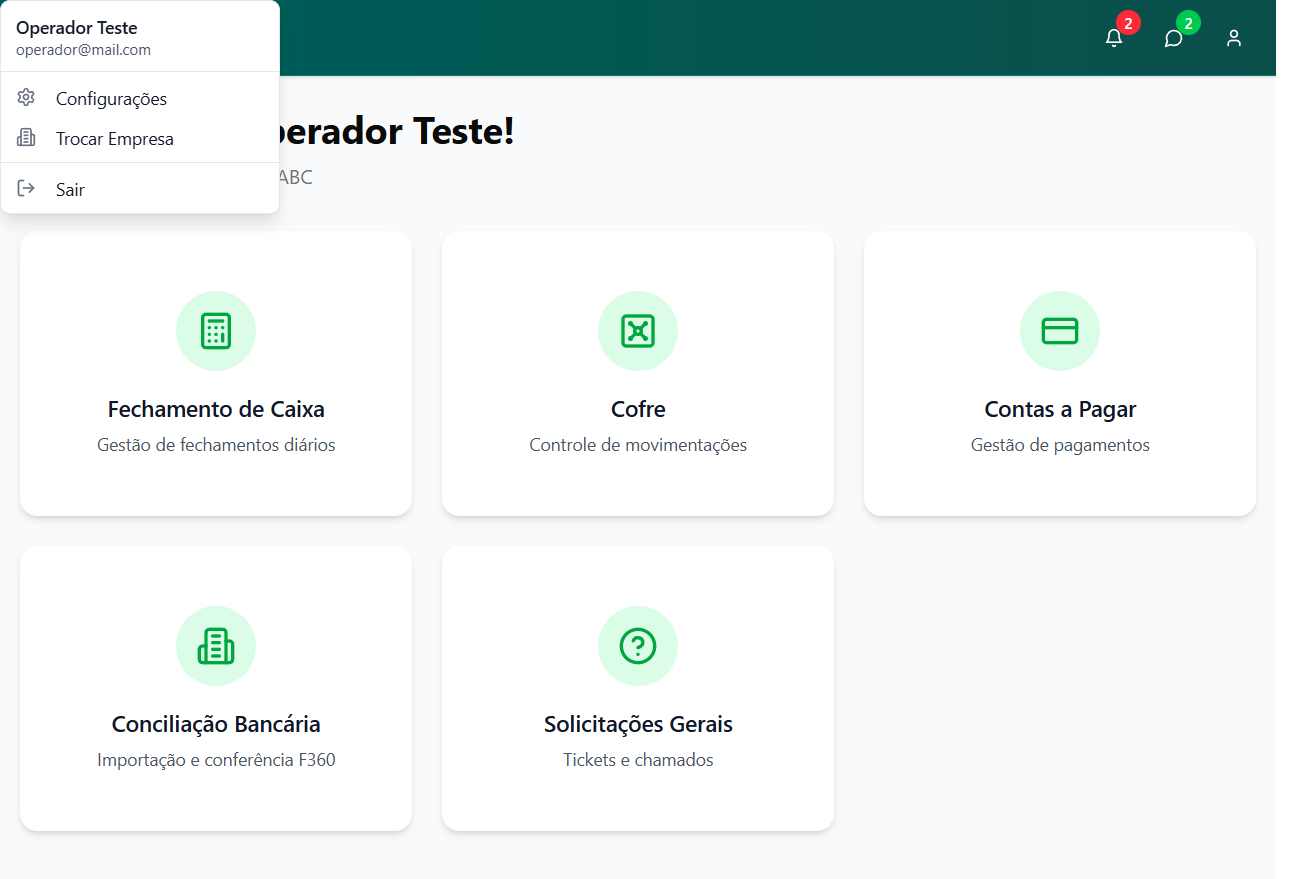 Operador Teste
operador@mail.com
2
2
Configurações
Trocar Empresa
Sair
Teste!
ABC
Fechamento de Caixa
Gestão de fechamentos diários
Cofre
Controle de movimentações
Contas a Pagar
Gestão de pagamentos
Conciliação Bancária
Importação e conferência F360
Solicitações Gerais
Tickets e chamados